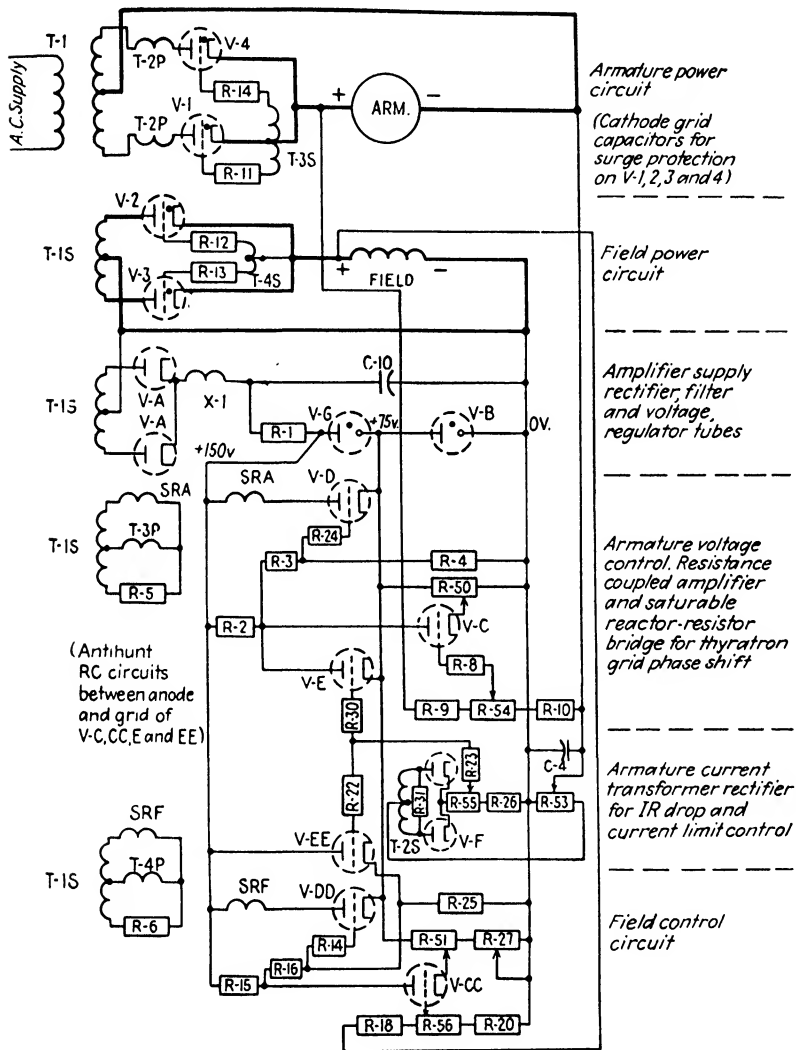 T-1
A.C. Supply
T-2P
V-4
R-14
T-2P
V-1
R-11
T-3S
+
ARM.
−
Armature power
circuit
(Cathode grid
capacitors for
surge protection
on V-1, 2, 3 and 4)
V-2
T-1S
R-12
R-13
V-3
T-4S
+
FIELD
−
Field power
circuit
T-1S
V-A
V-A
X-1
C-10
R-1
V-G
+75v.
V-B
0V.
+150v
Amplifier supply
rectifier, filter
and voltage,
regulator tubes
SRA
T-1S
T-3P
R-5
SRA
V-D
R-24
R-3
R-4
R-50
R-2
V-C
R-8
V-E
R-30
R-9
R-54
R-10
Armature voltage
control. Resistance
coupled amplifier
and saturable
reactor-resistor
bridge for thyratron
grid phase shift
(Antihunt
RC circuits
between anode
and grid of
V-C, CC, E and EE)
C-4
R-23
R-22
R-31
R-55
R-26
R-53
T-2S
V-F
Armature current
transformer rectifier
for IR drop and
current limit control
SRF
T-1S
T-4P
R-6
V-EE
SRF
V-DD
R-25
R-14
R-51
R-27
R-16
R-15
V-CC
R-18
R-56
R-20
Field control
circuit